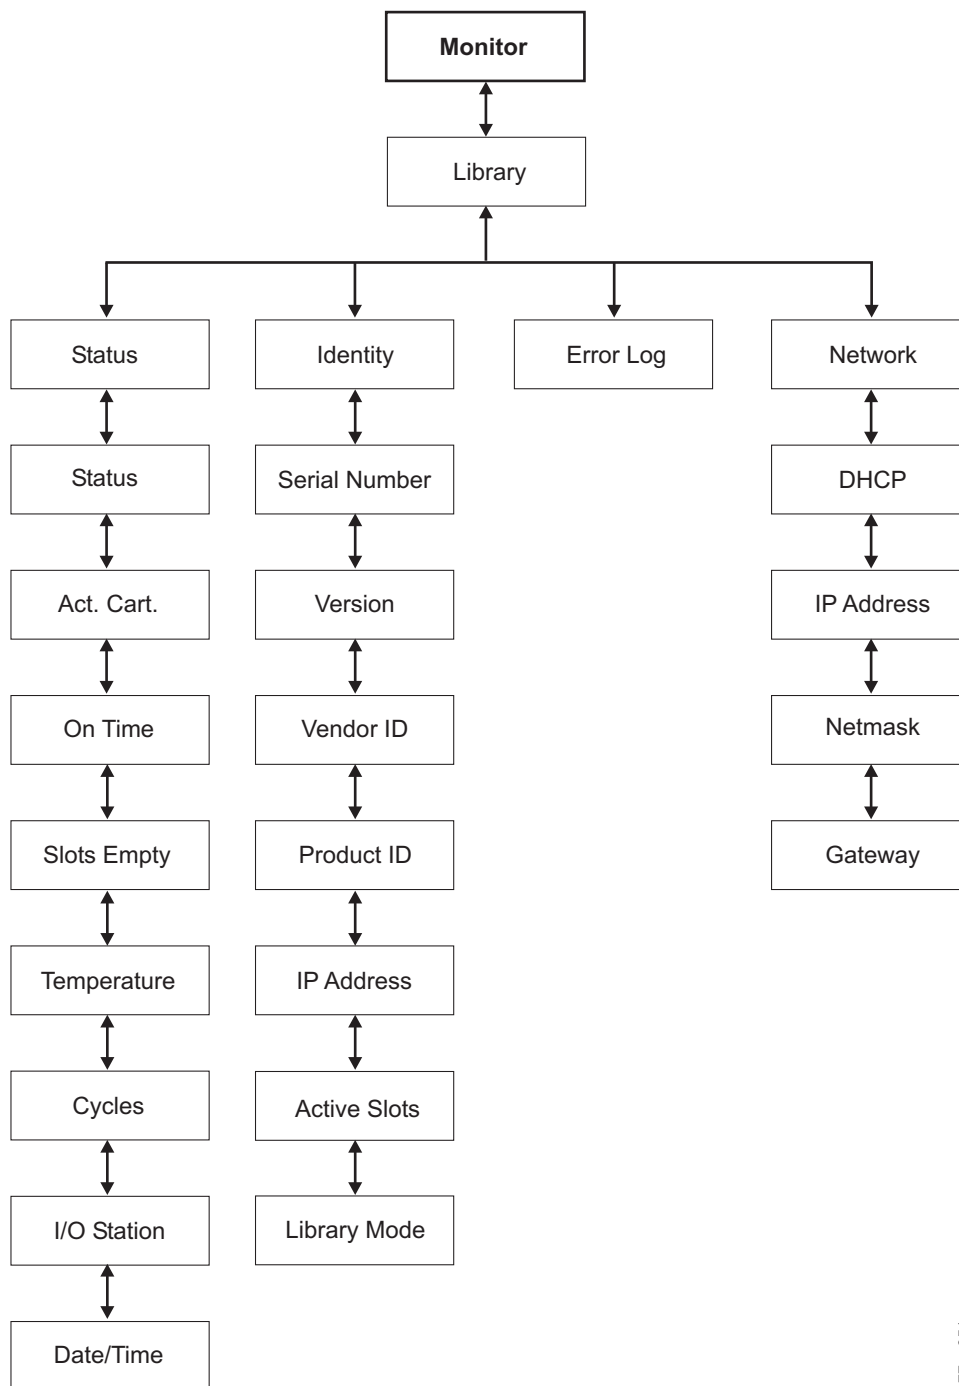 Monitor
Library
Status
Identity
Error Log
Network
Status
Serial Number
DHCP
Act. Cart.
Version
IP Address
On Time
Vendor ID
Netmask
Slots Empty
Product ID
Gateway
Temperature
IP Address
Cycles
Active Slots
I/O Station
Library Mode
Date/Time